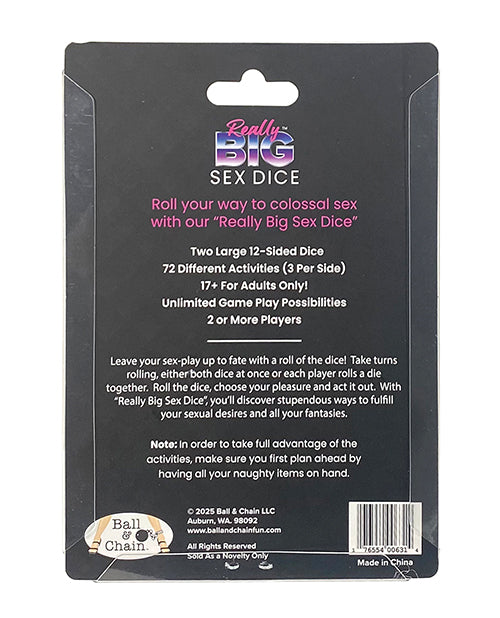 Really™
BIG
SEX DICE
Roll your way to colossal sex
with our “Really Big Sex Dice”
Two Large 12-Sided Dice
72 Different Activities (3 Per Side)
17+ For Adults Only!
Unlimited Game Play Possibilities
2 or More Players
Leave your sex-play up to fate with a roll of the dice! Take turns
rolling, either both dice at once or each player rolls a die
together. Roll the dice, choose your pleasure and act it out. With
“Really Big Sex Dice”, you’ll discover stupendous ways to fulfill
your sexual desires and all your fantasies.
Note: In order to take full advantage of the
activities, make sure you first plan ahead by
having all your naughty items on hand.
© 2025 Ball & Chain LLC
Auburn, WA. 98092
www.ballandchainfun.com
All Rights Reserved
Sold As a Novelty Only
Ball
&
Chain
1 76554 00631 4
Made in China